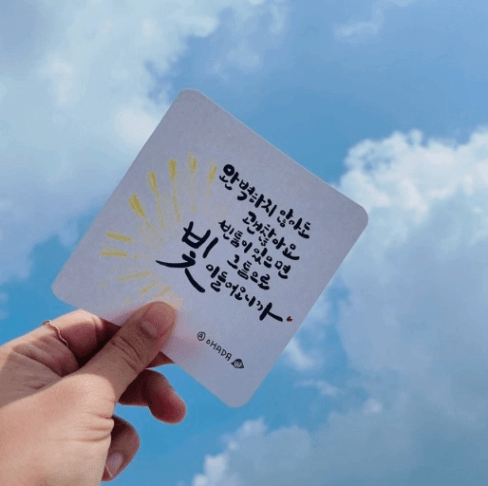 완벽하지 않아도
괜찮아요
빈틈이 있으면
그 틈으로
빛이 들어오니까
@OHADA